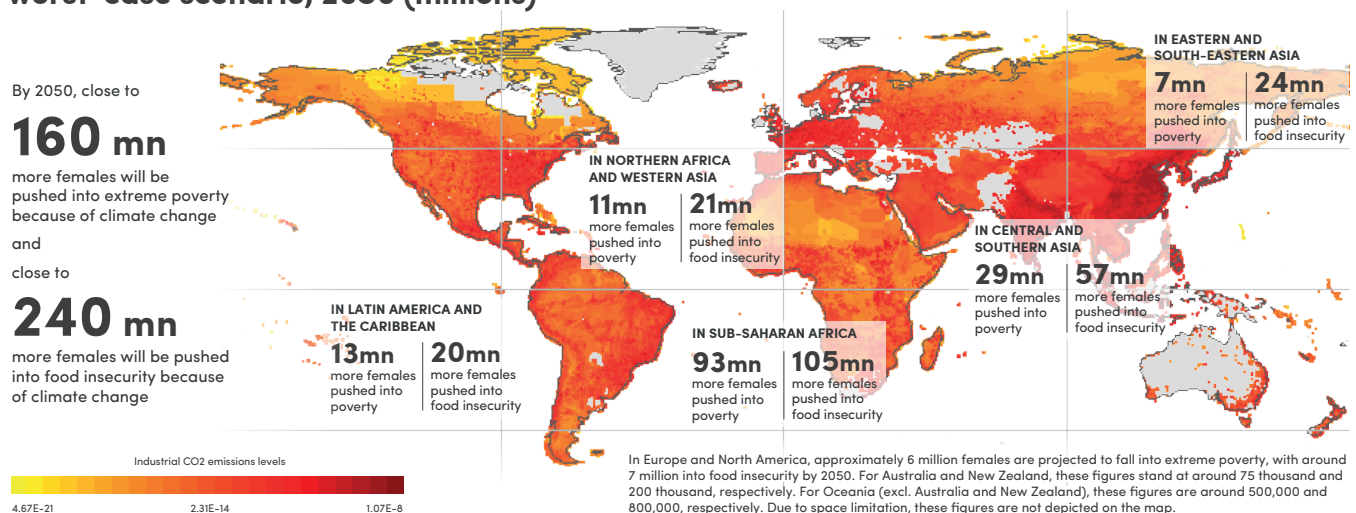 worst-case scenario, 2050 (millions)
By 2050, close to
160 mn
more females will be
pushed into extreme poverty
because of climate change
and
close to
240 mn
more females will be pushed
into food insecurity because
of climate change
IN EASTERN AND
SOUTH-EASTERN ASIA
7mn
more females
pushed into
poverty
24mn
more females
pushed into
food insecurity
IN NORTHERN AFRICA
AND WESTERN ASIA
11mn
more females
pushed into
poverty
21mn
more females
pushed into
food insecurity
IN CENTRAL AND
SOUTHERN ASIA
29mn
more females
pushed into
poverty
57mn
more females
pushed into
food insecurity
IN LATIN AMERICA AND
THE CARIBBEAN
13mn
more females
pushed into
poverty
20mn
more females
pushed into
food insecurity
IN SUB-SAHARAN AFRICA
93mn
more females
pushed into
poverty
105mn
more females
pushed into
food insecurity
Industrial CO2 emissions levels
4.67E-21 2.31E-14 1.07E-8
In Europe and North America, approximately 6 million females are projected to fall into extreme poverty, with around
7 million into food insecurity by 2050. For Australia and New Zealand, these figures stand at around 75 thousand and
200 thousand, respectively. For Oceania (excl. Australia and New Zealand), these figures are around 500,000 and
800,000, respectively. Due to space limitation, these figures are not depicted on the map.